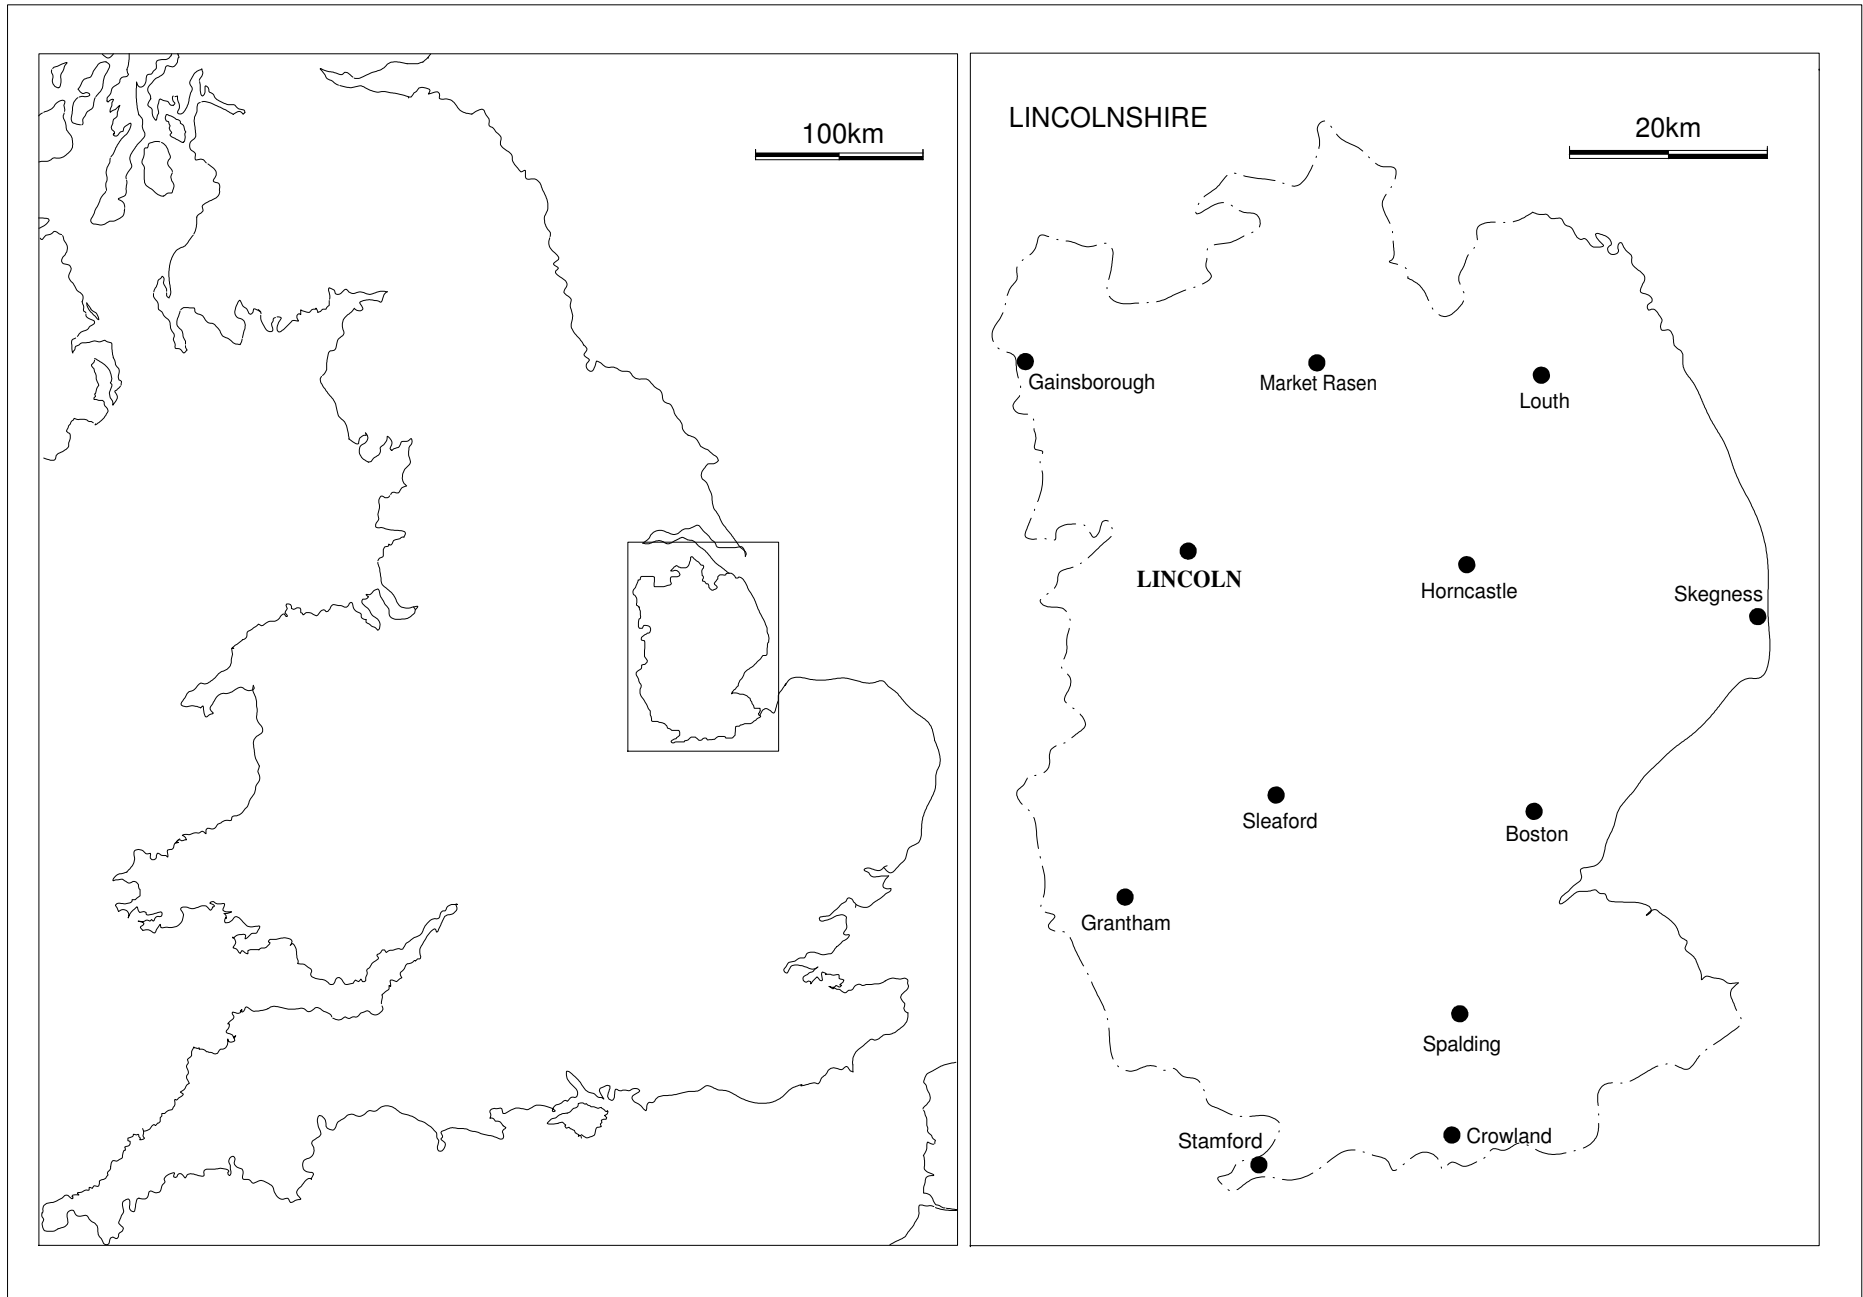 100km
LINCOLNSHIRE
20km
Gainsborough
Market Rasen
Louth
LINCOLN
Horncastle
Skegness
Sleaford
Boston
Grantham
Spalding
Stamford
Crowland